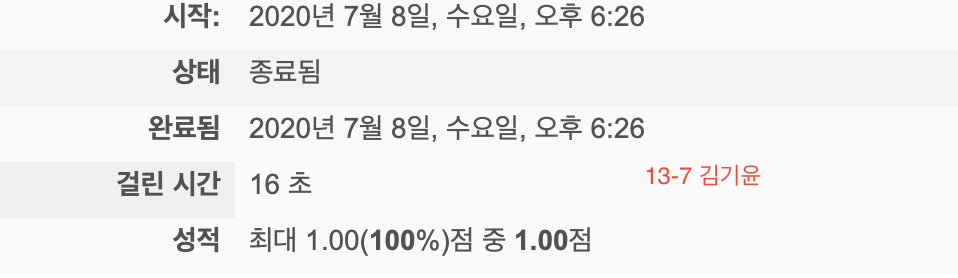 시작: 2020년 7월 8일, 수요일, 오후 6:26
상태 종료됨
완료됨 2020년 7월 8일, 수요일, 오후 6:26
걸린 시간 16 초 13-7 김기윤
성적 최대 1.00(100%)점 중 1.00점